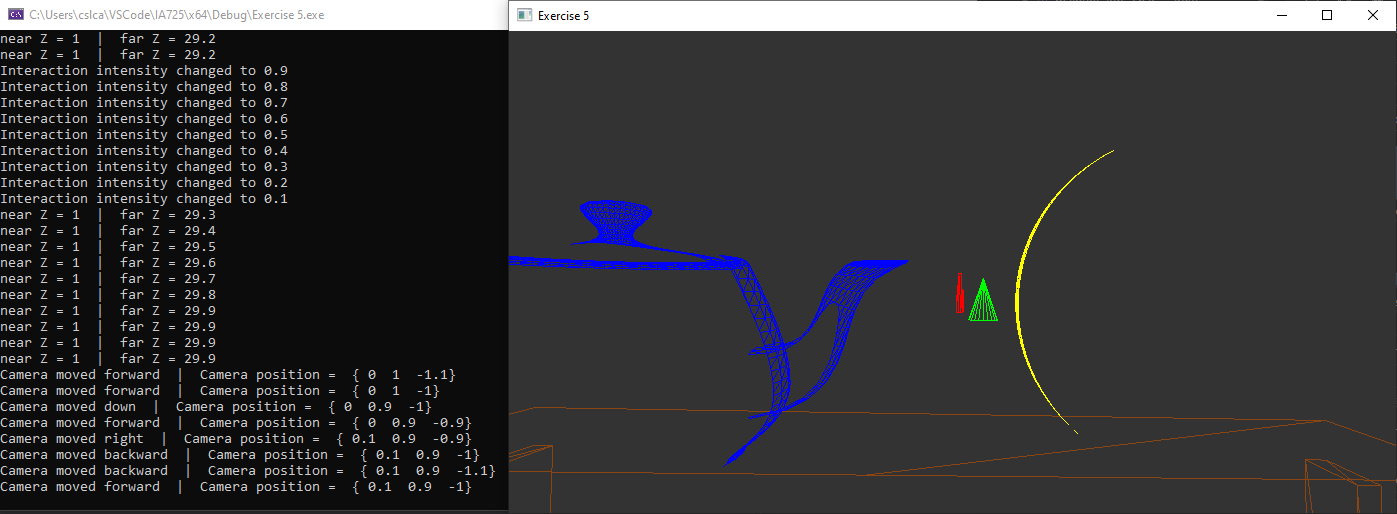 C:\Users\cslca\VSCode\IA725\x64\Debug\Exercise 5.exe
near Z = 1  |  far Z = 29.2
near Z = 1  |  far Z = 29.2
Interaction intensity changed to 0.9
Interaction intensity changed to 0.8
Interaction intensity changed to 0.7
Interaction intensity changed to 0.6
Interaction intensity changed to 0.5
Interaction intensity changed to 0.4
Interaction intensity changed to 0.3
Interaction intensity changed to 0.2
Interaction intensity changed to 0.1
near Z = 1  |  far Z = 29.3
near Z = 1  |  far Z = 29.4
near Z = 1  |  far Z = 29.5
near Z = 1  |  far Z = 29.6
near Z = 1  |  far Z = 29.7
near Z = 1  |  far Z = 29.8
near Z = 1  |  far Z = 29.9
near Z = 1  |  far Z = 29.9
near Z = 1  |  far Z = 29.9
near Z = 1  |  far Z = 29.9
Camera moved forward  |  Camera position =  { 0  1  -1.1}
Camera moved forward  |  Camera position =  { 0  1  -1}
Camera moved down  |  Camera position =  { 0  0.9  -1}
Camera moved forward  |  Camera position =  { 0  0.9  -0.9}
Camera moved right  |  Camera position =  { 0.1  0.9  -0.9}
Camera moved backward  |  Camera position =  { 0.1  0.9  -1}
Camera moved backward  |  Camera position =  { 0.1  0.9  -1.1}
Camera moved forward  |  Camera position =  { 0.1  0.9  -1}
Exercise 5